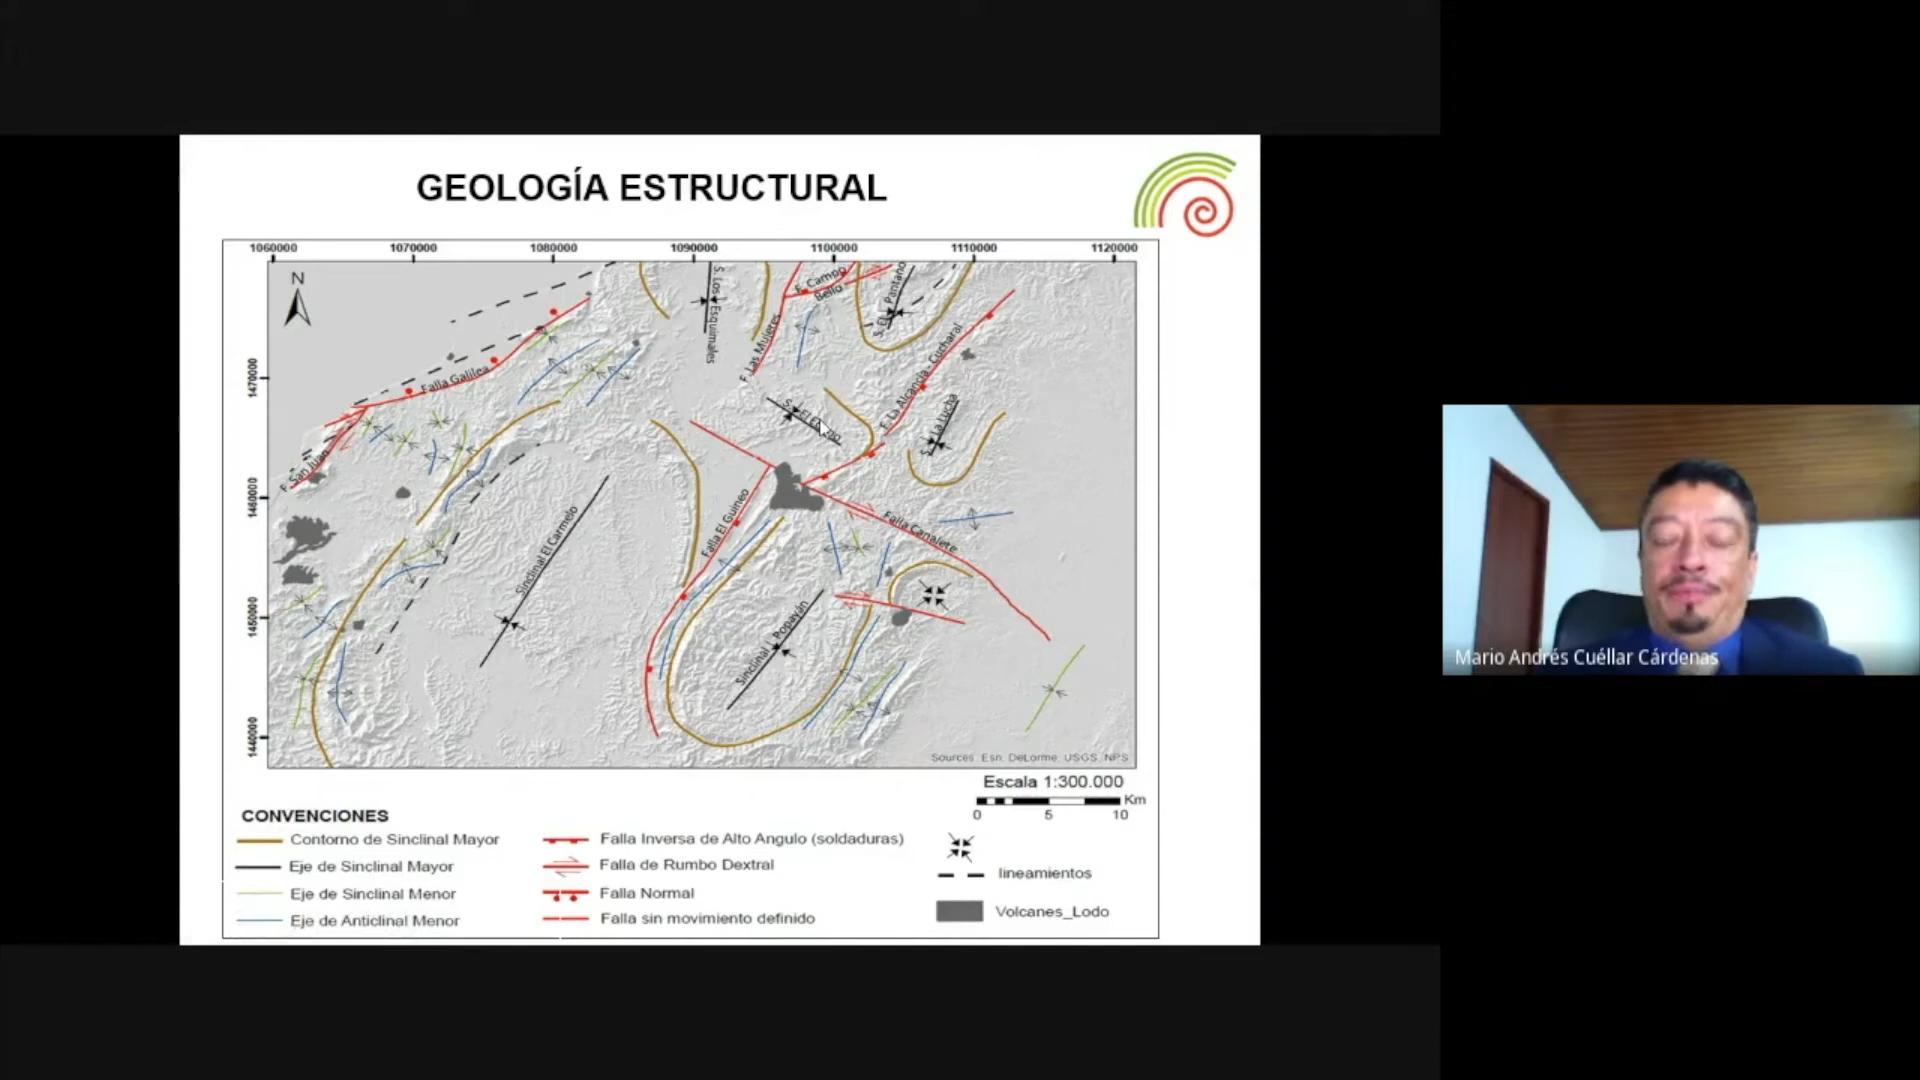 GEOLOGÍA ESTRUCTURAL
1060000 1070000 1080000 1090000 1100000 1110000 1120000
N
1470000
1460000
1450000
1440000
S. Los Esquimales
F. Campo
Bello
S. El Pantano
F. Las Mujeres
F. La Alcancia - Cucharal
Falla Galilea
S. La Lucha
F. San Juan
Falla El Guineo
Falla Canalete
Sinclinal El Carmelo
Sinclinal Popayán
Sources: Esri, DeLorme, USGS, NPS
Escala 1:300.000
Km
0 5 10
CONVENCIONES
Contorno de Sinclinal Mayor
Eje de Sinclinal Mayor
Eje de Sinclinal Menor
Eje de Anticlinal Menor
Falla Inversa de Alto Angulo (soldaduras)
Falla de Rumbo Dextral
Falla Normal
Falla sin movimiento definido
lineamientos
Volcanes_Lodo
Mario Andrés Cuéllar Cárdenas